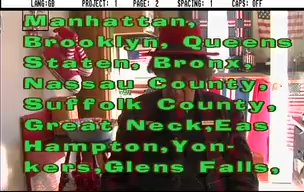 LANG:GB PROJECT: 1 PAGE: 2 SPACING: 1 CAPS: OFF
Manhattan,
Brooklyn, Queens
Staten, Bronx,
Nassau County,
Suffolk County,
Great Neck,Eas
Hampton,Yon-
kers,Glens Falls,